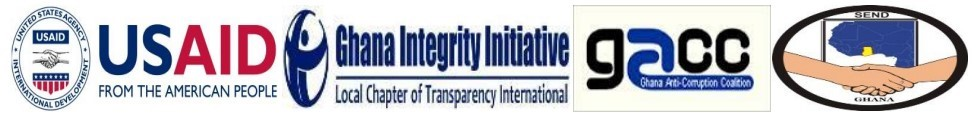 UNITED STATES AGENCY
USAID
INTERNATIONAL DEVELOPMENT
USAID
FROM THE AMERICAN PEOPLE
Ghana Integrity Initiative
Local Chapter of Transparency International
gacc
Ghana Anti-Corruption Coalition
SEND
GHANA